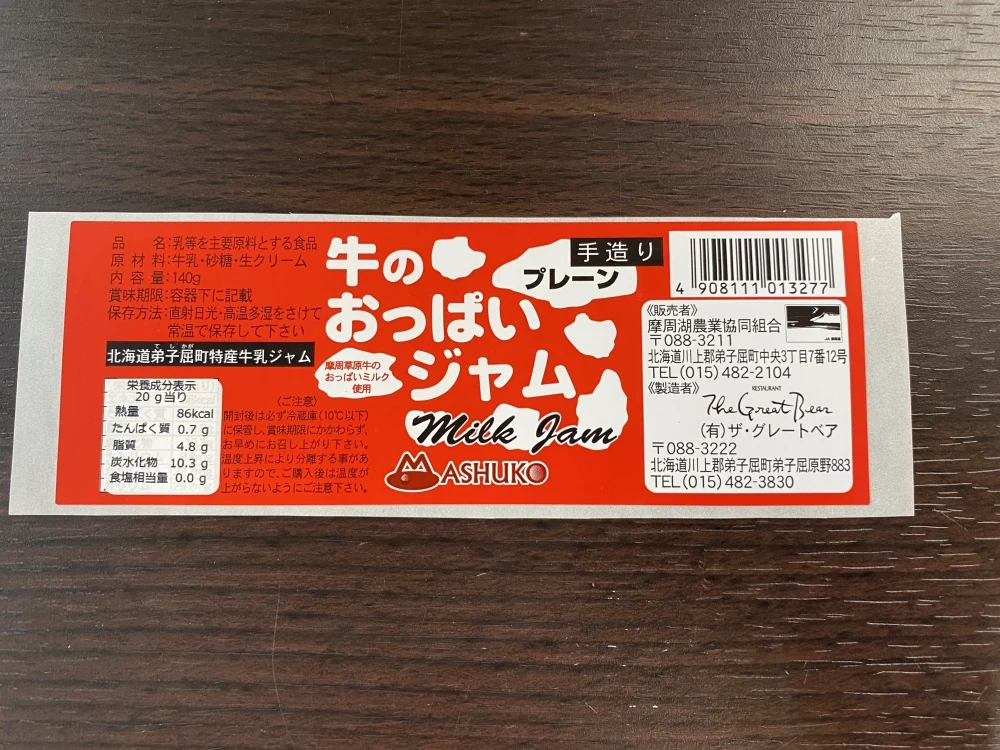 品　名:乳等を主要原料とする食品
原材料:牛乳・砂糖・生クリーム
内容量:140g
賞味期限:容器下に記載
保存方法:直射日光・高温多湿をさけて
常温で保存して下さい
てしかが
北海道弟子屈町特産牛乳ジャム
栄養成分表示
20g当り
熱量 86kcal
たんぱく質 0.7g
脂質 4.8g
炭水化物 10.3g
食塩相当量 0.0g
〈ご注意〉
開封後は必ず冷蔵庫(10℃以下)
に保管し、賞味期限にかかわらず、
お早めにお召し上がり下さい。
温度上昇により分離する事があ
りますので、ご購入後は温度が
上がらないようにご注意下さい。
牛の
おっぱい
ジャム
手造り
プレーン
摩周草原牛の
おっぱいミルク
使用
Milk Jam
MASHUKO
4 908111 013277
《販売者》
摩周湖農業協同組合
〒088-3211
北海道川上郡弟子屈町中央3丁目7番12号
TEL(015)482-2104
《製造者》
RESTAURANT
The Great Bear
(有)ザ・グレートベア
〒088-3222
北海道川上郡弟子屈町弟子屈原野883
TEL(015)482-3830